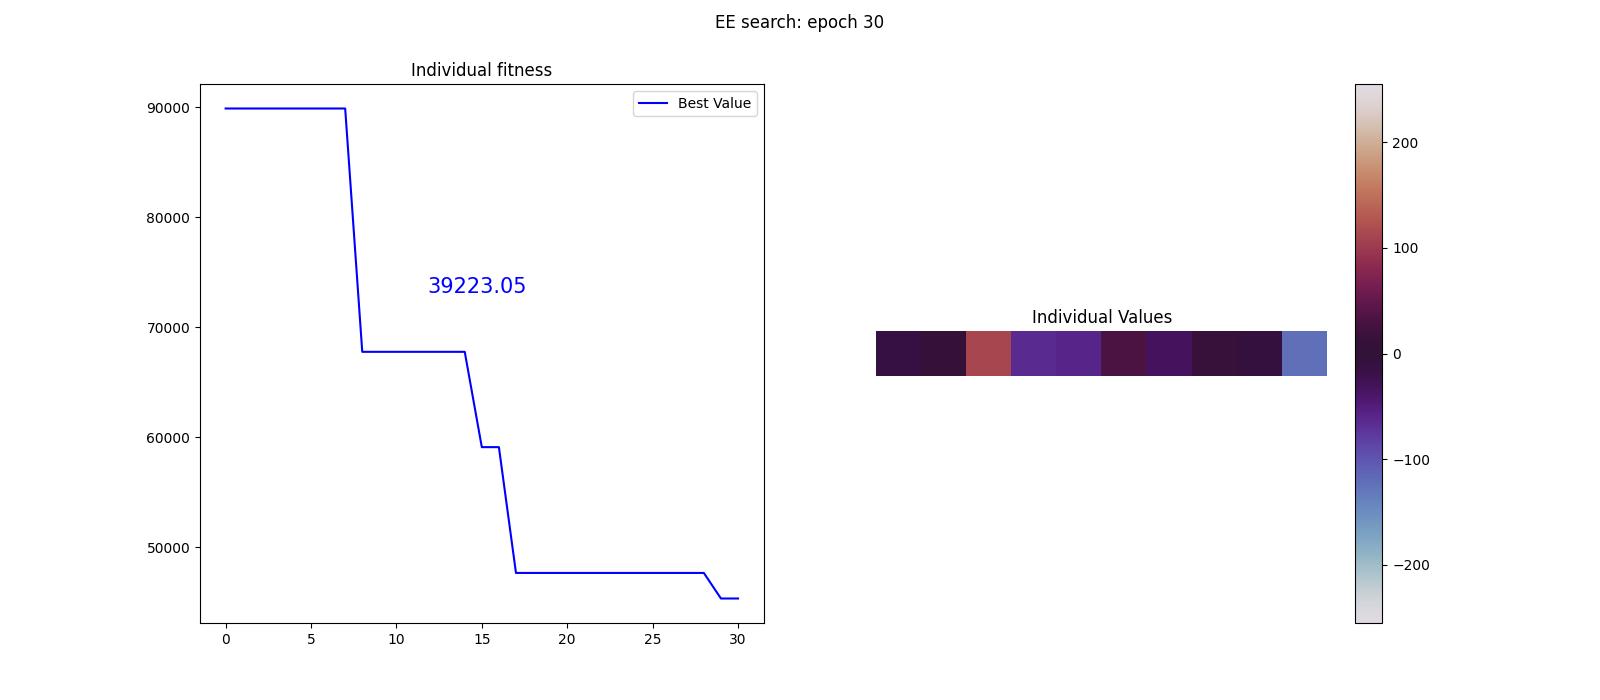 EE search: epoch 30
Individual fitness
Best Value
90000
80000
70000
60000
50000
39223.05
0 5 10 15 20 25 30
Individual Values
200
100
0
−100
−200